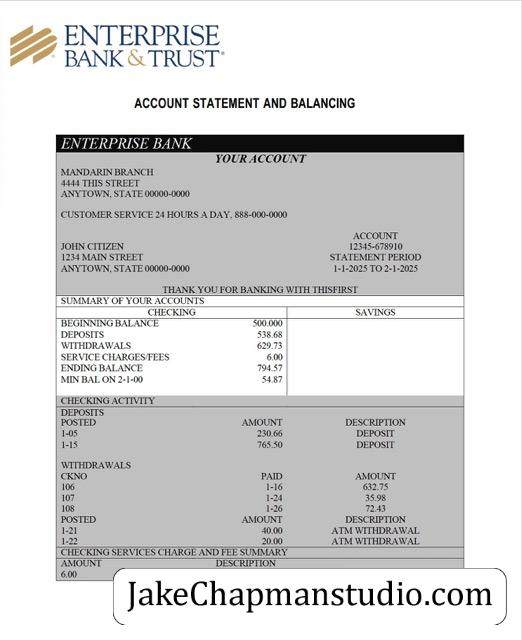 ENTERPRISE
BANK & TRUST
ACCOUNT STATEMENT AND BALANCING
ENTERPRISE BANK
YOUR ACCOUNT
MANDARIN BRANCH
4444 THIS STREET
ANYTOWN, STATE 00000-0000
CUSTOMER SERVICE 24 HOURS A DAY, 888-000-0000
ACCOUNT
JOHN CITIZEN 12345-678910
1234 MAIN STREET STATEMENT PERIOD
ANYTOWN, STATE 00000-0000 1-1-2025 TO 2-1-2025
THANK YOU FOR BANKING WITH THISFIRST
SUMMARY OF YOUR ACCOUNTS
CHECKING SAVINGS
BEGINNING BALANCE 500.000
DEPOSITS 538.68
WITHDRAWALS 629.73
SERVICE CHARGES/FEES 6.00
ENDING BALANCE 794.57
MIN BAL ON 2-1-00 54.87
CHECKING ACTIVITY
DEPOSITS
POSTED AMOUNT DESCRIPTION
1-05 230.66 DEPOSIT
1-15 765.50 DEPOSIT
WITHDRAWALS
CKNO PAID AMOUNT
106 1-16 632.75
107 1-24 35.98
108 1-26 72.43
POSTED AMOUNT DESCRIPTION
1-21 40.00 ATM WITHDRAWAL
1-22 20.00 ATM WITHDRAWAL
CHECKING SERVICES CHARGE AND FEE SUMMARY
AMOUNT DESCRIPTION
6.00
JakeChapmanstudio.com